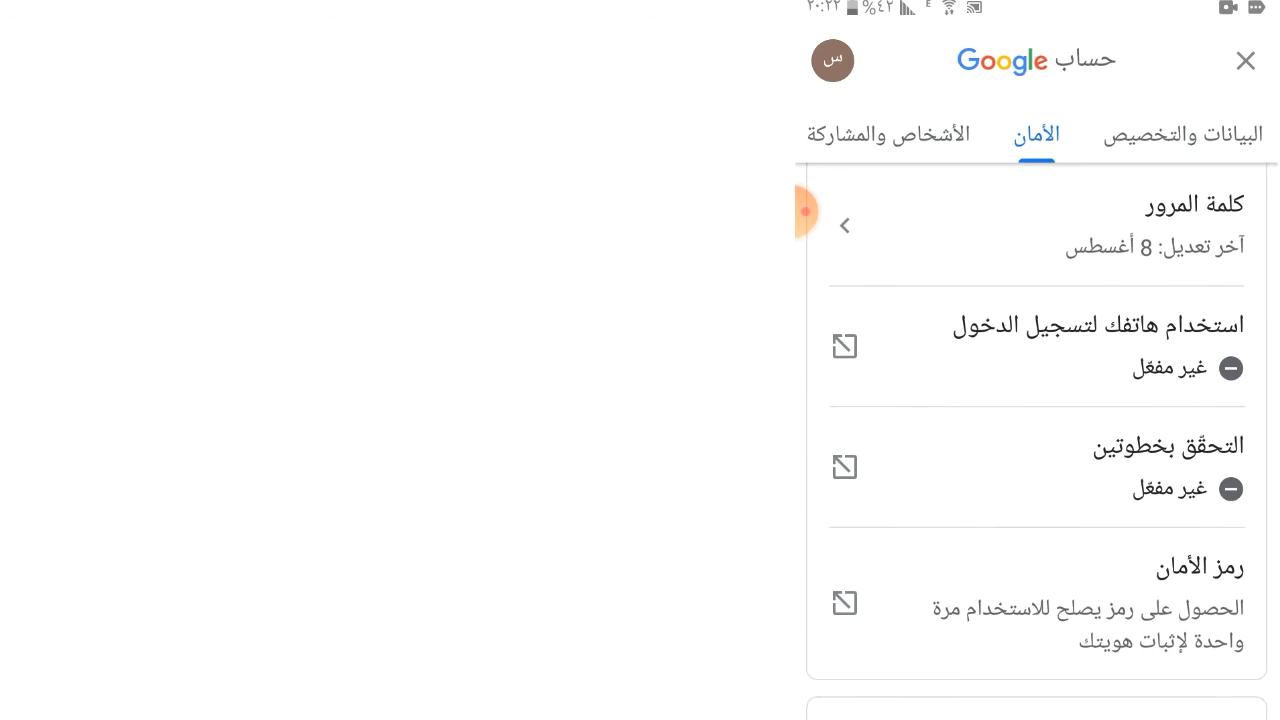 ٢٠:٢٢ %٤٢ E
حساب Google
س
البيانات والتخصيص الأمان الأشخاص والمشاركة
كلمة المرور
آخر تعديل: 8 أغسطس
استخدام هاتفك لتسجيل الدخول
غير مفعّل
التحقّق بخطوتين
غير مفعّل
رمز الأمان
الحصول على رمز يصلح للاستخدام مرة
واحدة لإثبات هويتك